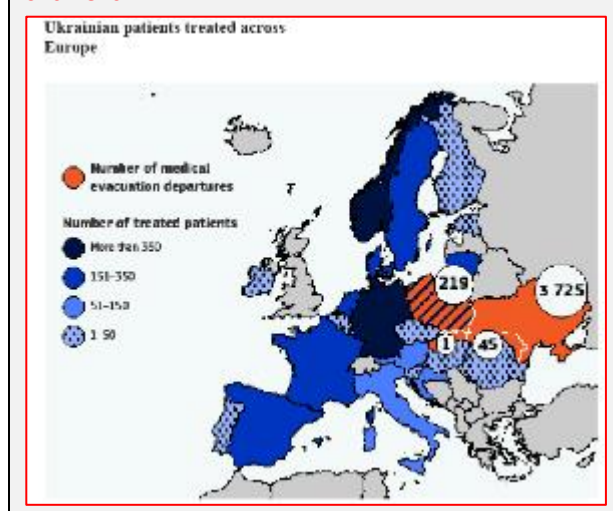 Ukrainian patients treated across
Europe
Number of medical
evacuation departures
Number of treated patients
More than 350
151–350
51–150
1–50
219
3 725
1
45